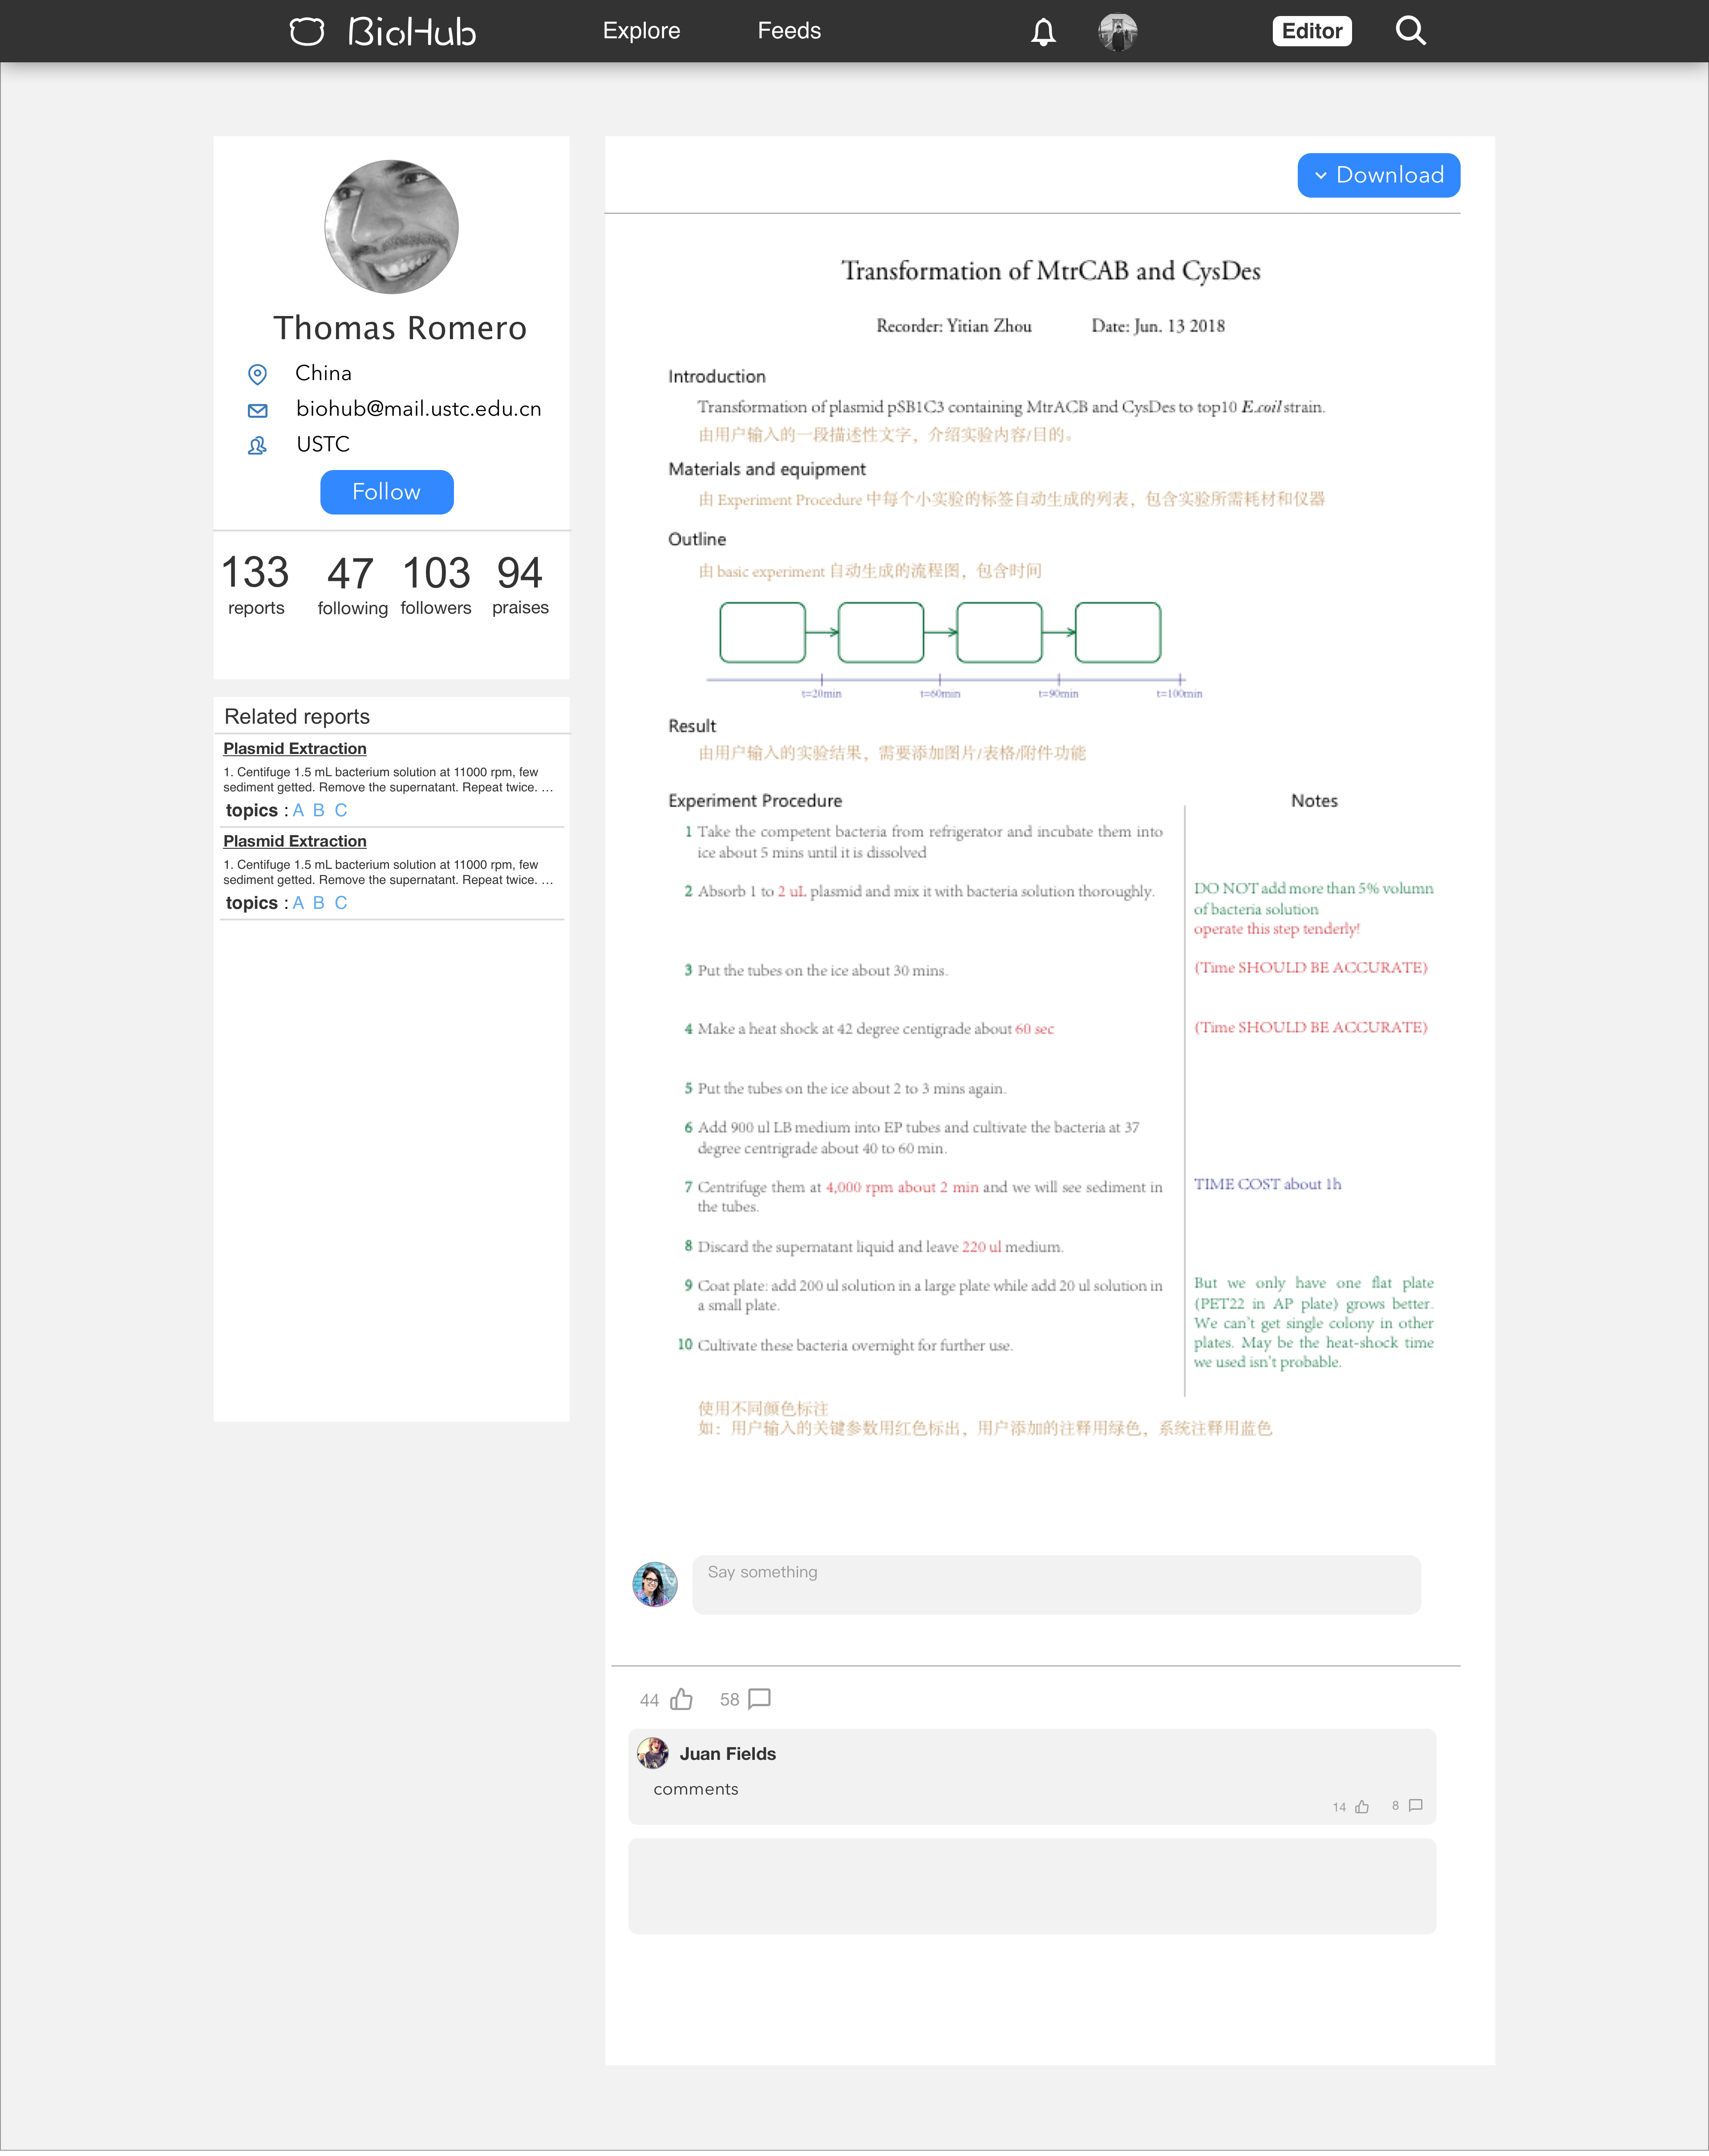 BioHub Explore Feeds Editor
Thomas Romero
China
biohub@mail.ustc.edu.cn
USTC
Follow
133 47 103 94
reports following followers praises
Related reports
Plasmid Extraction
1. Centifuge 1.5 mL bacterium solution at 11000 rpm, few
sediment getted. Remove the supernatant. Repeat twice. …
topics : A B C
Plasmid Extraction
1. Centifuge 1.5 mL bacterium solution at 11000 rpm, few
sediment getted. Remove the supernatant. Repeat twice. …
topics : A B C
Download
Transformation of MtrCAB and CysDes
Recorder: Yitian Zhou Date: Jun. 13 2018
Introduction
Transformation of plasmid pSB1C3 containing MtrACB and CysDes to top10 E.coil strain.
由用户输入的一段描述性文字，介绍实验内容/目的。
Materials and equipment
由 Experiment Procedure 中每个小实验的标签自动生成的列表，包含实验所需耗材和仪器
Outline
由 basic experiment 自动生成的流程图，包含时间
t=20min t=60min t=90min t=100min
Result
由用户输入的实验结果，需要添加图片/表格/附件功能
Experiment Procedure
1 Take the competent bacteria from refrigerator and incubate them into
ice about 5 mins until it is dissolved
2 Absorb 1 to 2 uL plasmid and mix it with bacteria solution thoroughly.
3 Put the tubes on the ice about 30 mins.
4 Make a heat shock at 42 degree centigrade about 60 sec
5 Put the tubes on the ice about 2 to 3 mins again.
6 Add 900 ul LB medium into EP tubes and cultivate the bacteria at 37
degree centrigrade about 40 to 60 min.
7 Centrifuge them at 4,000 rpm about 2 min and we will see sediment in
the tubes.
8 Discard the supernatant liquid and leave 220 ul medium.
9 Coat plate: add 200 ul solution in a large plate while add 20 ul solution in
a small plate.
10 Cultivate these bacteria overnight for further use.
Notes
DO NOT add more than 5% volumn
of bacteria solution
operate this step tenderly!
(Time SHOULD BE ACCURATE)
(Time SHOULD BE ACCURATE)
TIME COST about 1h
But we only have one flat plate
(PET22 in AP plate) grows better.
We can't get single colony in other
plates. May be the heat-shock time
we used isn't probable.
使用不同颜色标注
如：用户输入的关键参数用红色标出，用户添加的注释用绿色，系统注释用蓝色
Say something
44 58
Juan Fields
comments
14 8